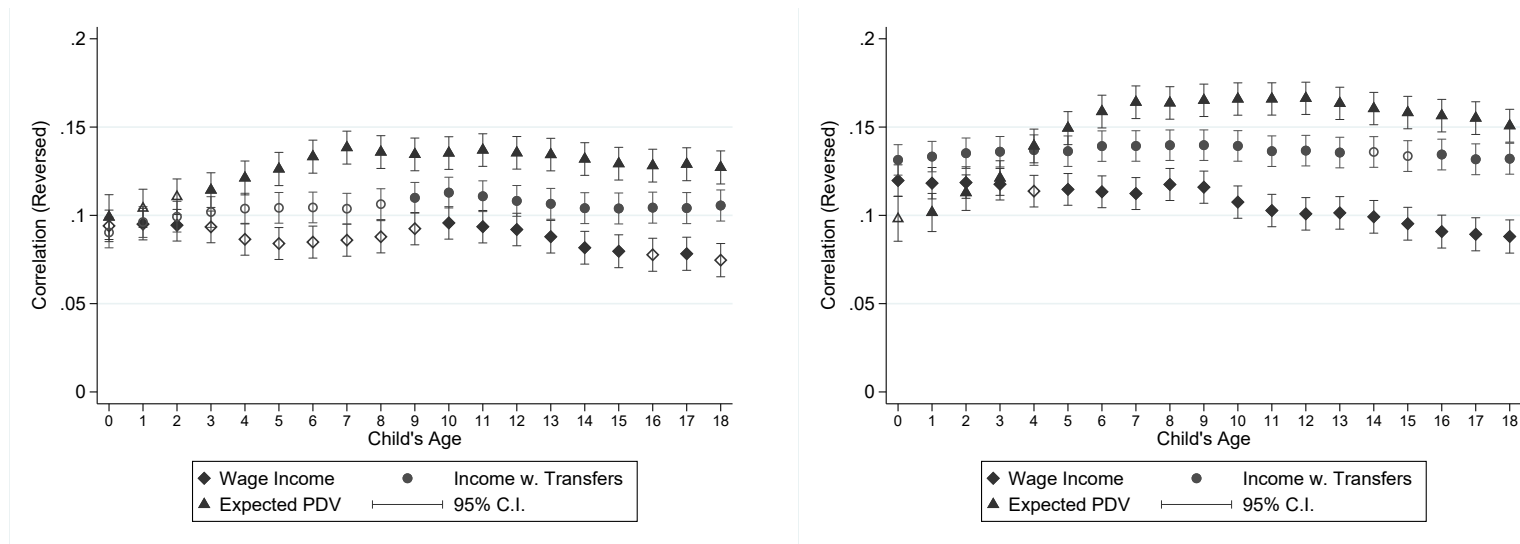 .2
.15
.1
.05
0
Correlation (Reversed)
0 1 2 3 4 5 6 7 8 9 10 11 12 13 14 15 16 17 18
Child's Age
Wage Income
Income w. Transfers
Expected PDV
95% C.I.
.2
.15
.1
.05
0
Correlation (Reversed)
0 1 2 3 4 5 6 7 8 9 10 11 12 13 14 15 16 17 18
Child's Age
Wage Income
Income w. Transfers
Expected PDV
95% C.I.